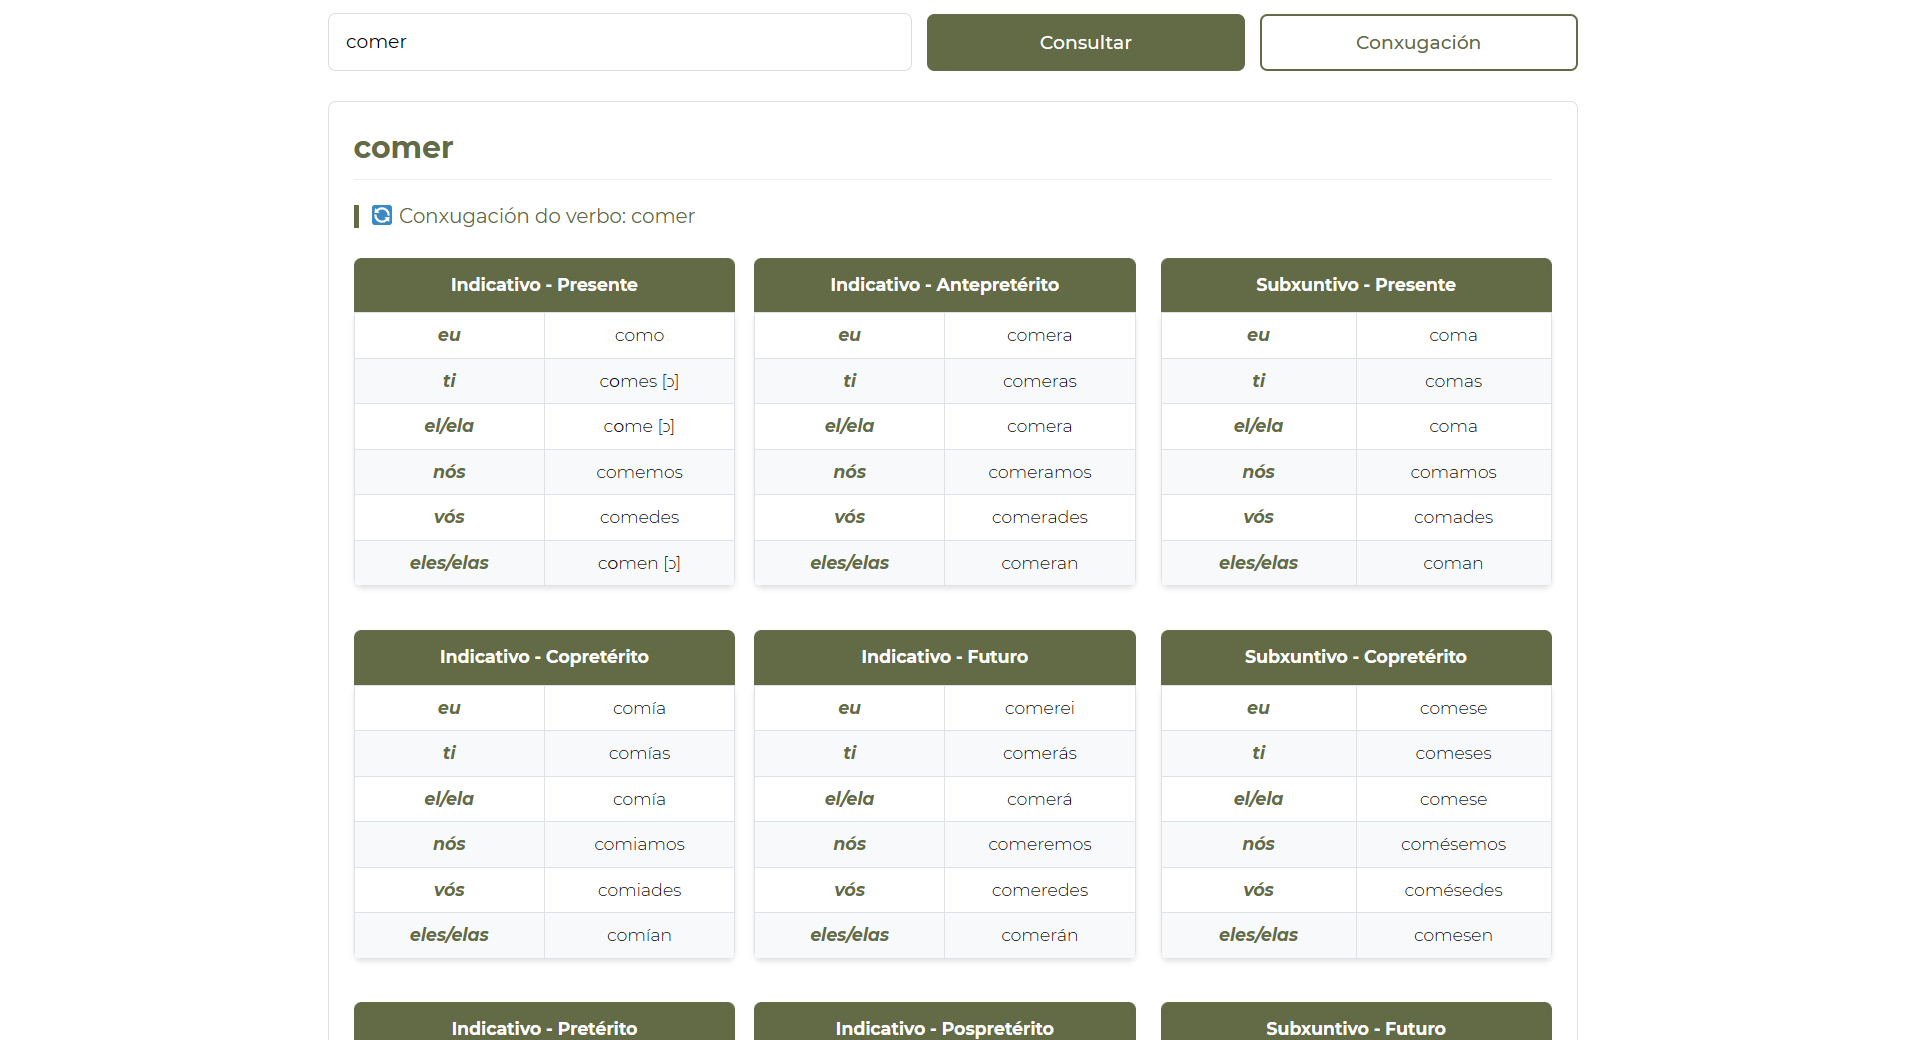 comer
Consultar
Conxugación
comer
Conxugación do verbo: comer
Indicativo - Presente
eu como
ti comes [ɔ]
el/ela come [ɔ]
nós comemos
vós comedes
eles/elas comen [ɔ]
Indicativo - Antepretérito
eu comera
ti comeras
el/ela comera
nós comeramos
vós comerades
eles/elas comeran
Subxuntivo - Presente
eu coma
ti comas
el/ela coma
nós comamos
vós comades
eles/elas coman
Indicativo - Copretérito
eu comía
ti comías
el/ela comía
nós comiamos
vós comiades
eles/elas comían
Indicativo - Futuro
eu comerei
ti comerás
el/ela comerá
nós comeremos
vós comeredes
eles/elas comerán
Subxuntivo - Copretérito
eu comese
ti comeses
el/ela comese
nós comésemos
vós comésedes
eles/elas comesen
Indicativo - Pretérito
Indicativo - Pospretérito
Subxuntivo - Futuro